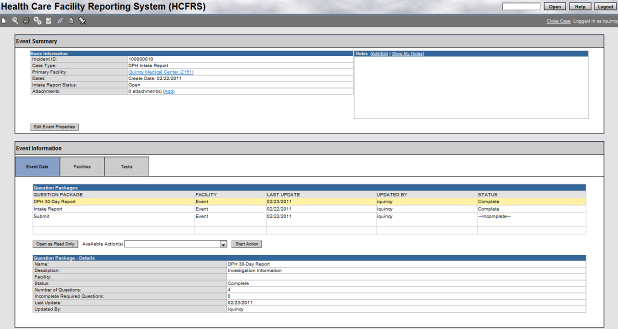 Health Care Facility Reporting System (HCFRS)
Open Help Logout
Close Case Logged in as iquincy
Event Summary
Basic Information
Notes (Add/Edit | Show My Notes)
Incident ID: 100000010
Case Type: DPH Intake Report
Primary Facility: Quincy Medical Center (2151)
Dates Create Date: 02/22/2011
Intake Report Status: Open
Attachments: 0 attachment(s) (Add)
Edit Event Properties
Event Information
Event Data Facilities Tasks
Question Packages
QUESTION PACKAGE FACILITY LAST UPDATE UPDATED BY STATUS
DPH 30-Day Report Event 02/23/2011 iquincy Complete
Intake Report Event 02/22/2011 iquincy Complete
Submit Event 02/22/2011 iquincy ---Incomplete---
Open as Read Only Available Action(s) Start Action
Question Package - Details
Name: DPH 30-Day Report
Description: Investigation Information
Facility:
Status: Complete
Number of Questions: 4
Incomplete Required Questions: 0
Last Update: 02/23/2011
Updated By: iquincy